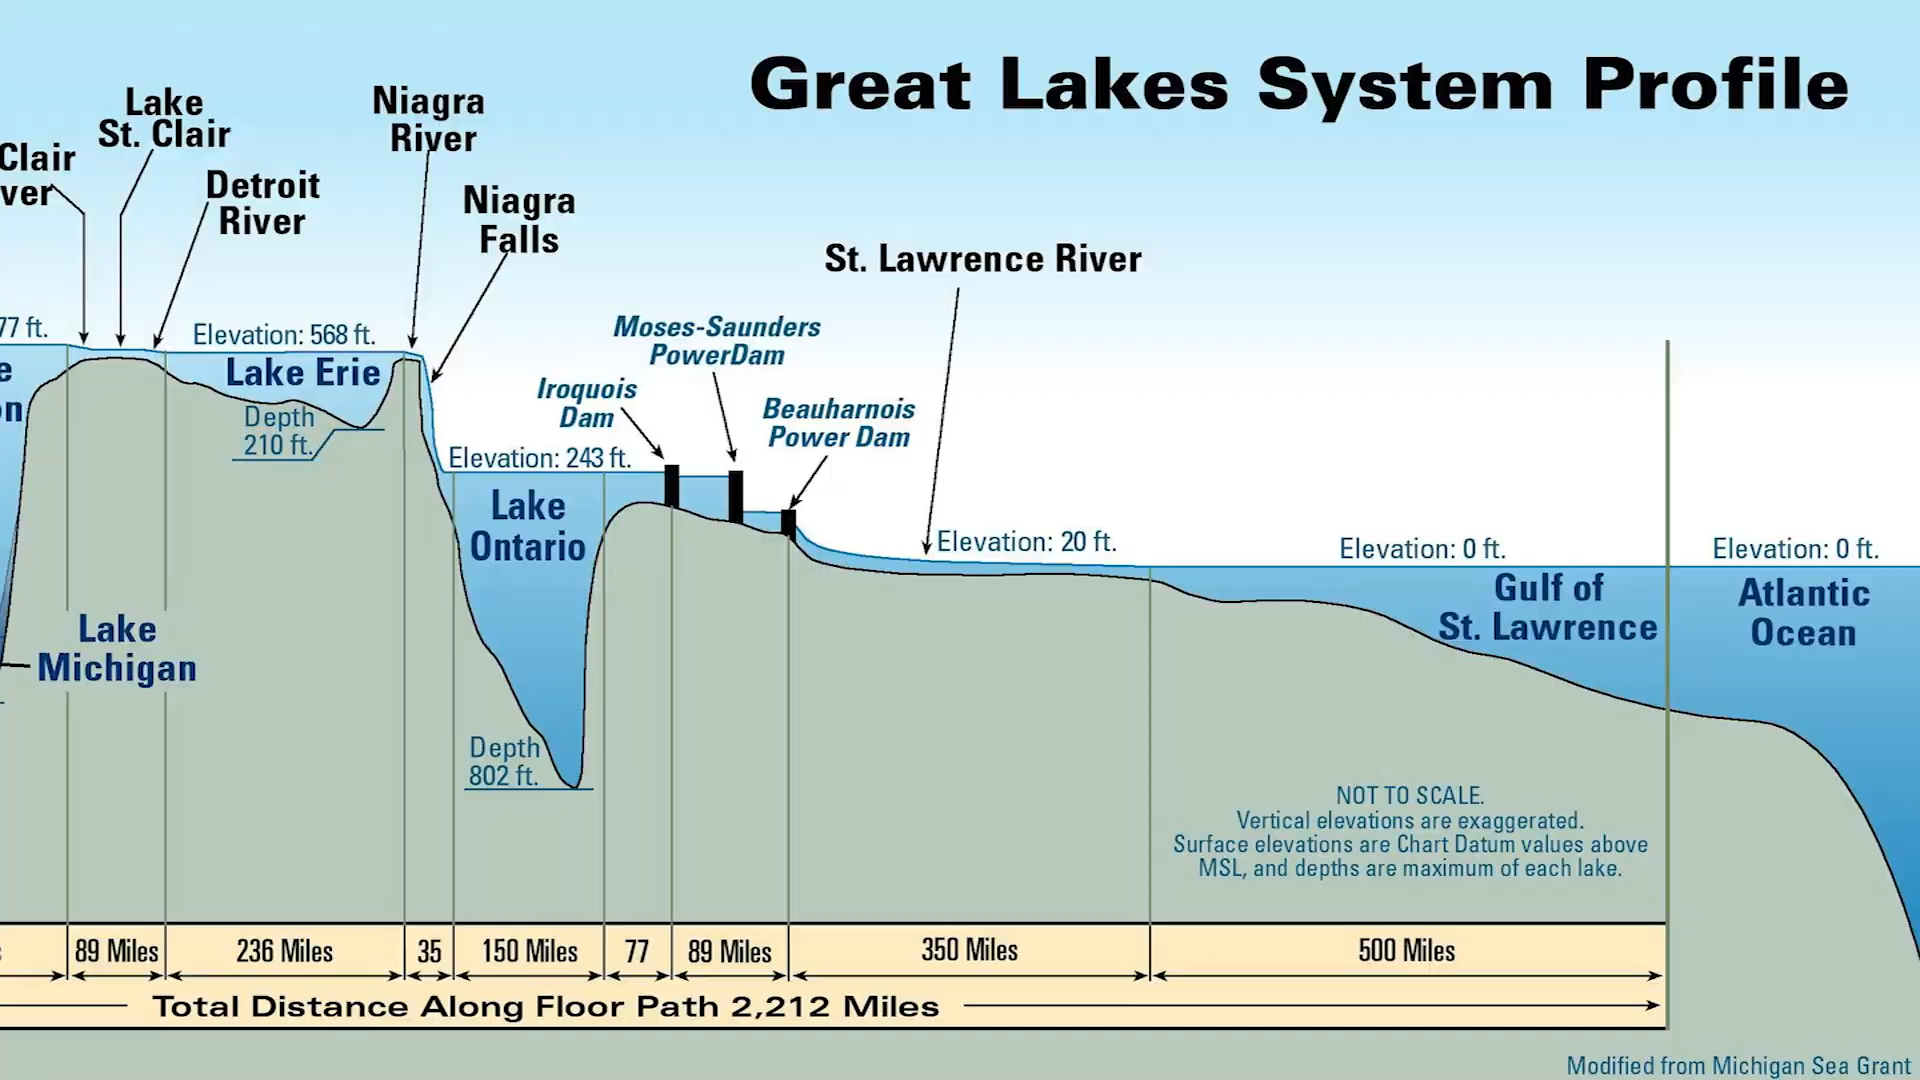 Great Lakes System Profile
Lake
St. Clair
Clair
Niagra
River
Detroit
River
Niagra
Falls
St. Lawrence River
77 ft.
Elevation: 568 ft.
Lake Erie
Depth
210 ft.
Moses-Saunders
PowerDam
Iroquois
Dam
Beauharnois
Power Dam
Elevation: 243 ft.
Lake
Ontario
Depth
802 ft.
Elevation: 20 ft.
Elevation: 0 ft.
Gulf of
St. Lawrence
Elevation: 0 ft.
Atlantic
Ocean
Lake
Michigan
NOT TO SCALE.
Vertical elevations are exaggerated.
Surface elevations are Chart Datum values above
MSL, and depths are maximum of each lake.
89 Miles
236 Miles
35
150 Miles
77
89 Miles
350 Miles
500 Miles
Total Distance Along Floor Path 2,212 Miles
Modified from Michigan Sea Grant